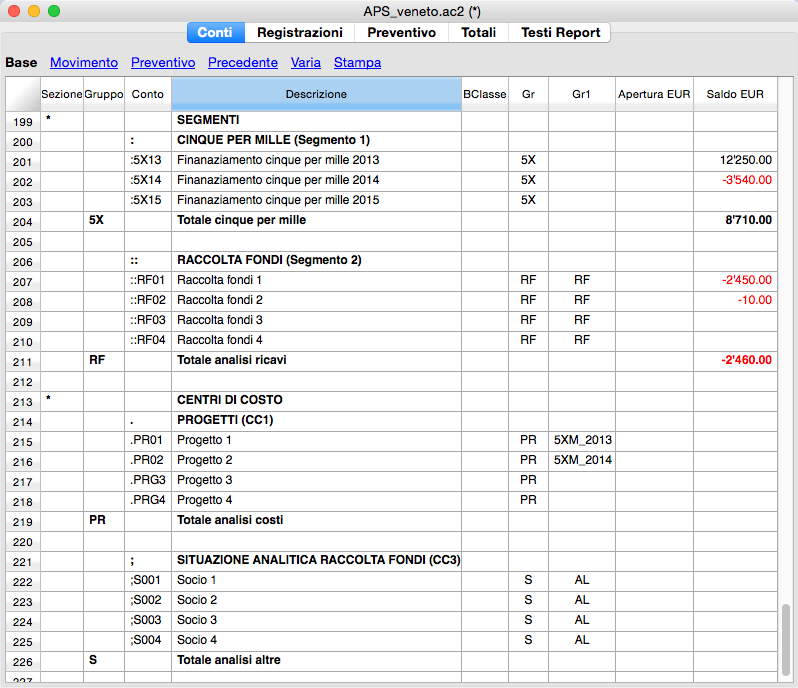 APS_veneto.ac2 (*)
Conti Registrazioni Preventivo Totali Testi Report
Base Movimento Preventivo Precedente Varia Stampa
Sezione Gruppo Conto Descrizione BClasse Gr Gr1 Apertura EUR Saldo EUR
199 * SEGMENTI
200 : CINQUE PER MILLE (Segmento 1)
201 :5X13 Finanaziamento cinque per mille 2013 5X 12'250.00
202 :5X14 Finanaziamento cinque per mille 2014 5X -3'540.00
203 :5X15 Finanaziamento cinque per mille 2015 5X
204 5X Totale cinque per mille 8'710.00
205
206 :: RACCOLTA FONDI (Segmento 2)
207 ::RF01 Raccolta fondi 1 RF RF -2'450.00
208 ::RF02 Raccolta fondi 2 RF RF -10.00
209 ::RF03 Raccolta fondi 3 RF RF
210 ::RF04 Raccolta fondi 4 RF RF
211 RF Totale analisi ricavi -2'460.00
212
213 * CENTRI DI COSTO
214 . PROGETTI (CC1)
215 .PR01 Progetto 1 PR 5XM_2013
216 .PR02 Progetto 2 PR 5XM_2014
217 .PRG3 Progetto 3 PR
218 .PRG4 Progetto 4 PR
219 PR Totale analisi costi
220
221 ; SITUAZIONE ANALITICA RACCOLTA FONDI (CC3)
222 ;S001 Socio 1 S AL
223 ;S002 Socio 2 S AL
224 ;S003 Socio 3 S AL
225 ;S004 Socio 4 S AL
226 S Totale analisi altre
227